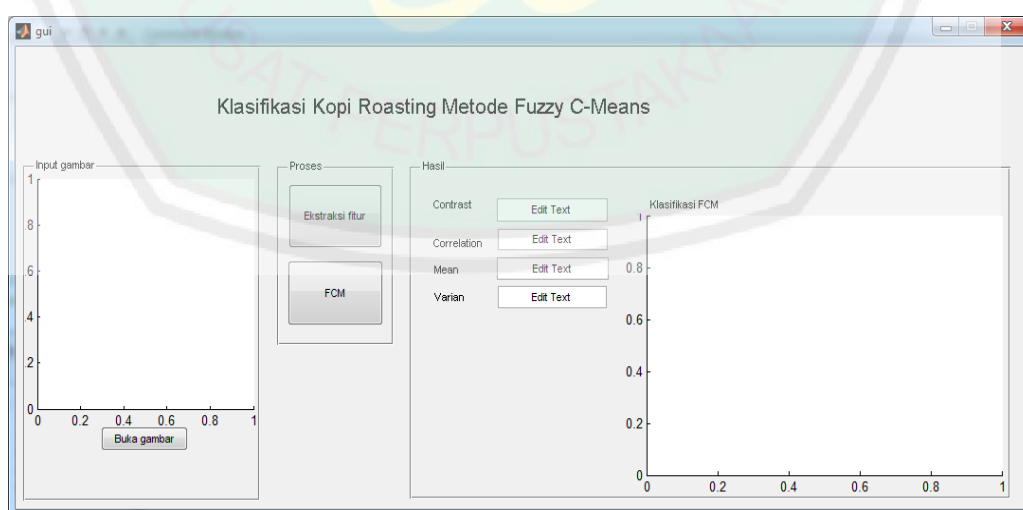 gui
PUSAT PERPUSTAKAAN
Klasifikasi Kopi Roasting Metode Fuzzy C-Means
Input gambar
1
.8
.6
.4
.2
0
0 0.2 0.4 0.6 0.8 1
Buka gambar
Proses
Ekstraksi fitur
FCM
Hasil
Contrast Edit Text
Correlation Edit Text
Mean Edit Text
Varian Edit Text
Klasifikasi FCM
1
0.8
0.6
0.4
0.2
0
0 0.2 0.4 0.6 0.8 1